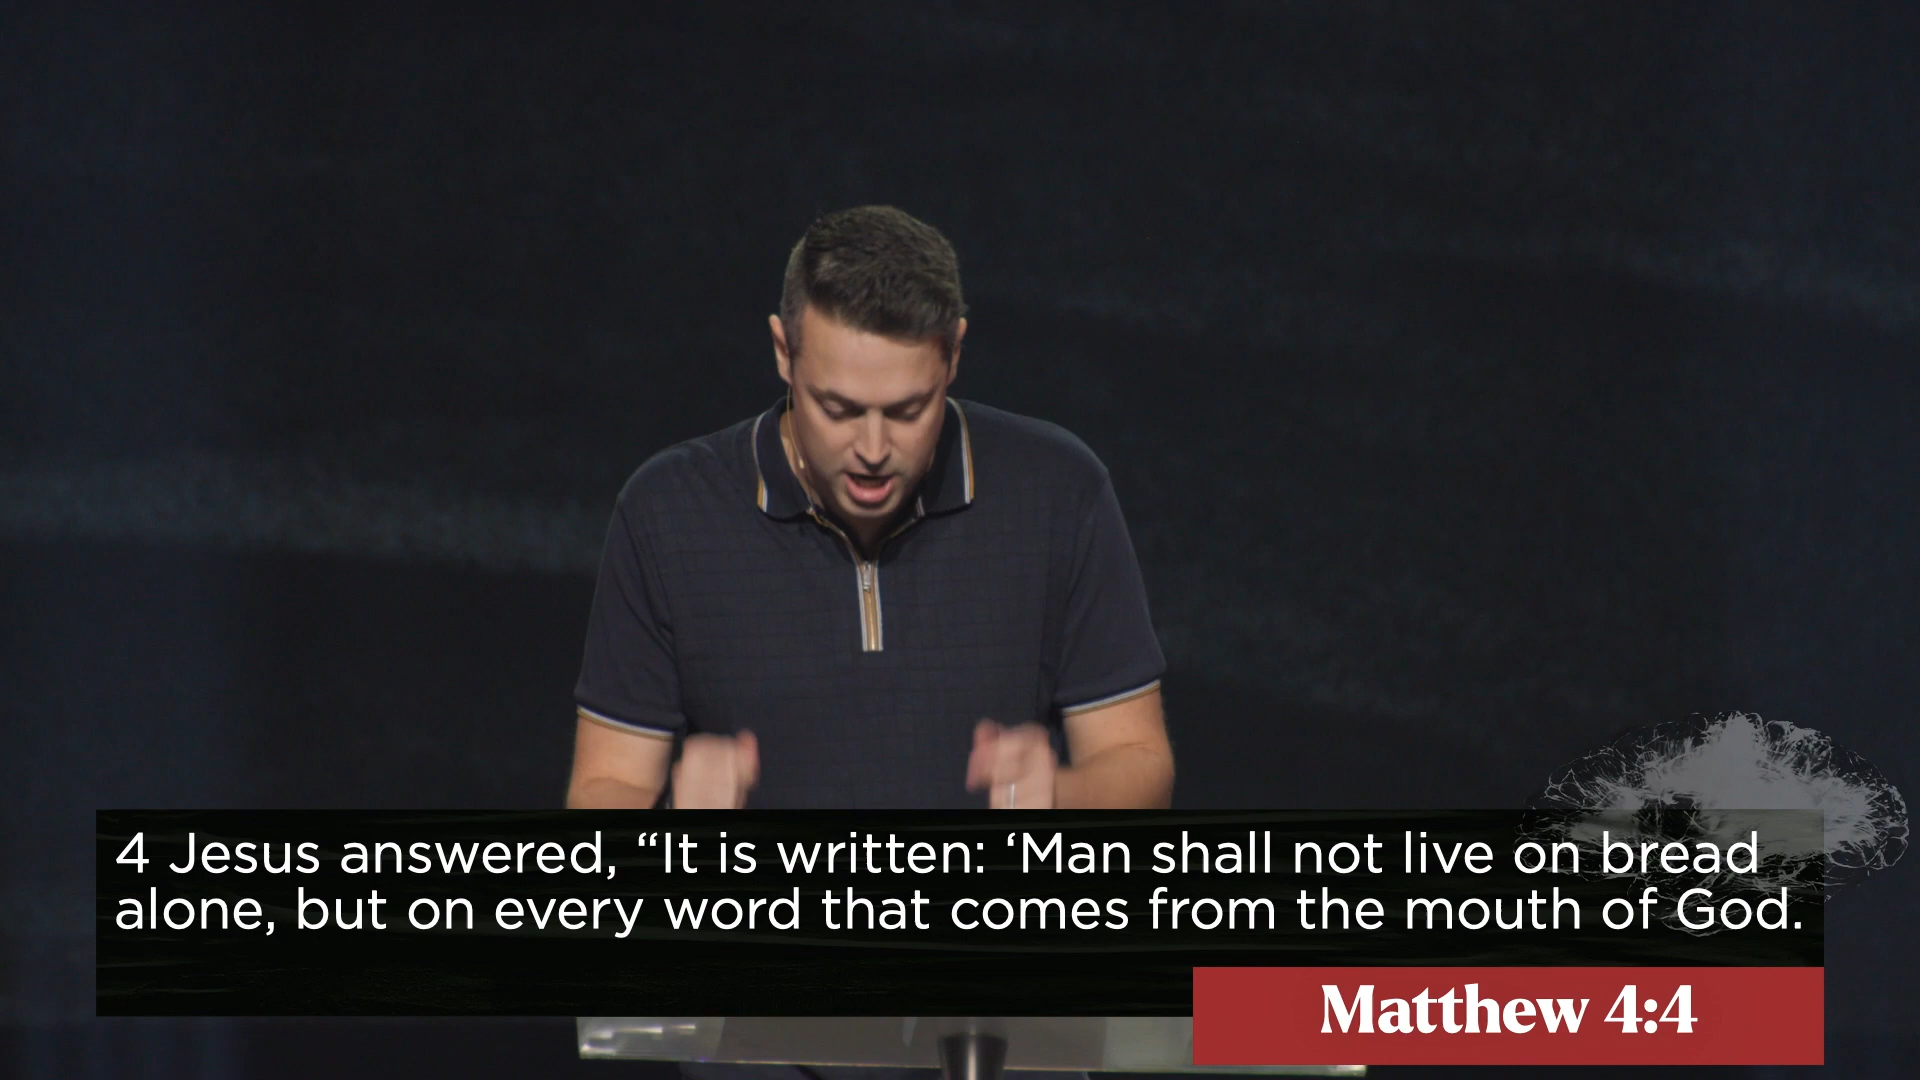 4 Jesus answered, “It is written: ‘Man shall not live on bread
alone, but on every word that comes from the mouth of God.
Matthew 4:4